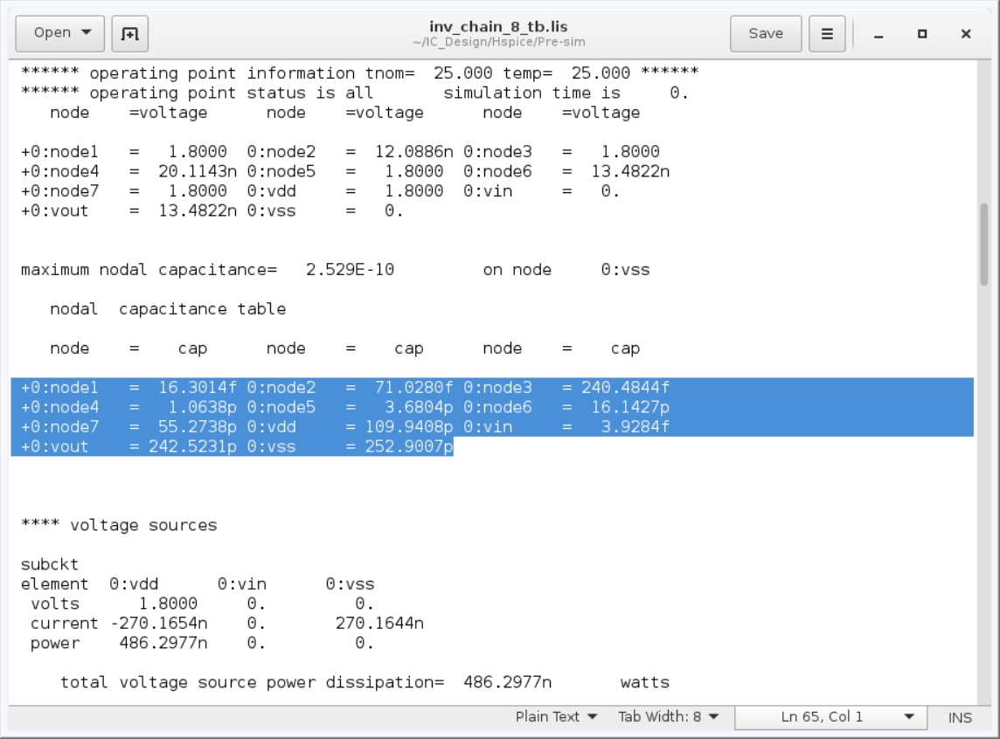 Open
inv_chain_8_tb.lis
~/IC_Design/Hspice/Pre-sim
Save
****** operating point information tnom=  25.000 temp=  25.000 ******
****** operating point status is all       simulation time is     0.
   node    =voltage      node    =voltage      node    =voltage
+0:node1   =   1.8000  0:node2   =  12.0886n 0:node3   =   1.8000
+0:node4   =  20.1143n 0:node5   =   1.8000  0:node6   =  13.4822n
+0:node7   =   1.8000  0:vdd     =   1.8000  0:vin     =   0.
+0:vout    =  13.4822n 0:vss     =   0.
maximum nodal capacitance=   2.529E-10         on node     0:vss
   nodal  capacitance table
   node    =    cap      node    =    cap      node    =    cap
+0:node1   =  16.3014f 0:node2   =  71.0280f 0:node3   = 240.4844f
+0:node4   =   1.0638p 0:node5   =   3.6804p 0:node6   =  16.1427p
+0:node7   =  55.2738p 0:vdd     = 109.9408p 0:vin     =   3.9284f
+0:vout    = 242.5231p 0:vss     = 252.9007p
**** voltage sources
subckt
element  0:vdd      0:vin      0:vss
 volts      1.8000     0.         0.
 current -270.1654n    0.       270.1644n
 power    486.2977n    0.         0.
    total voltage source power dissipation=  486.2977n       watts
Plain Text  Tab Width: 8  Ln 65, Col 1  INS